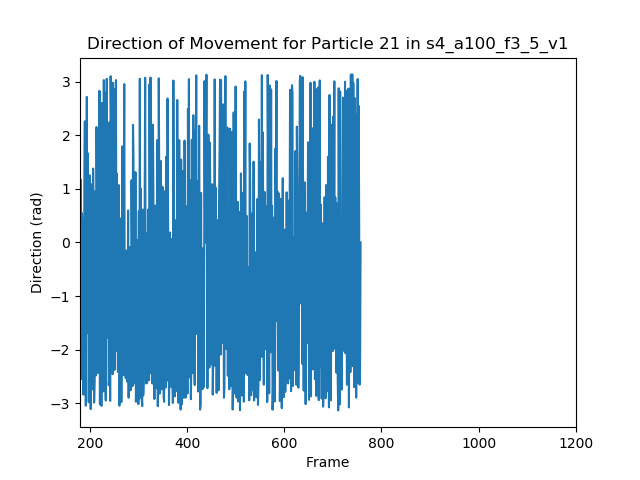 Direction of Movement for Particle 21 in s4_a100_f3_5_v1
Direction (rad)
3
2
1
0
−1
−2
−3
200 400 600 800 1000 1200
Frame